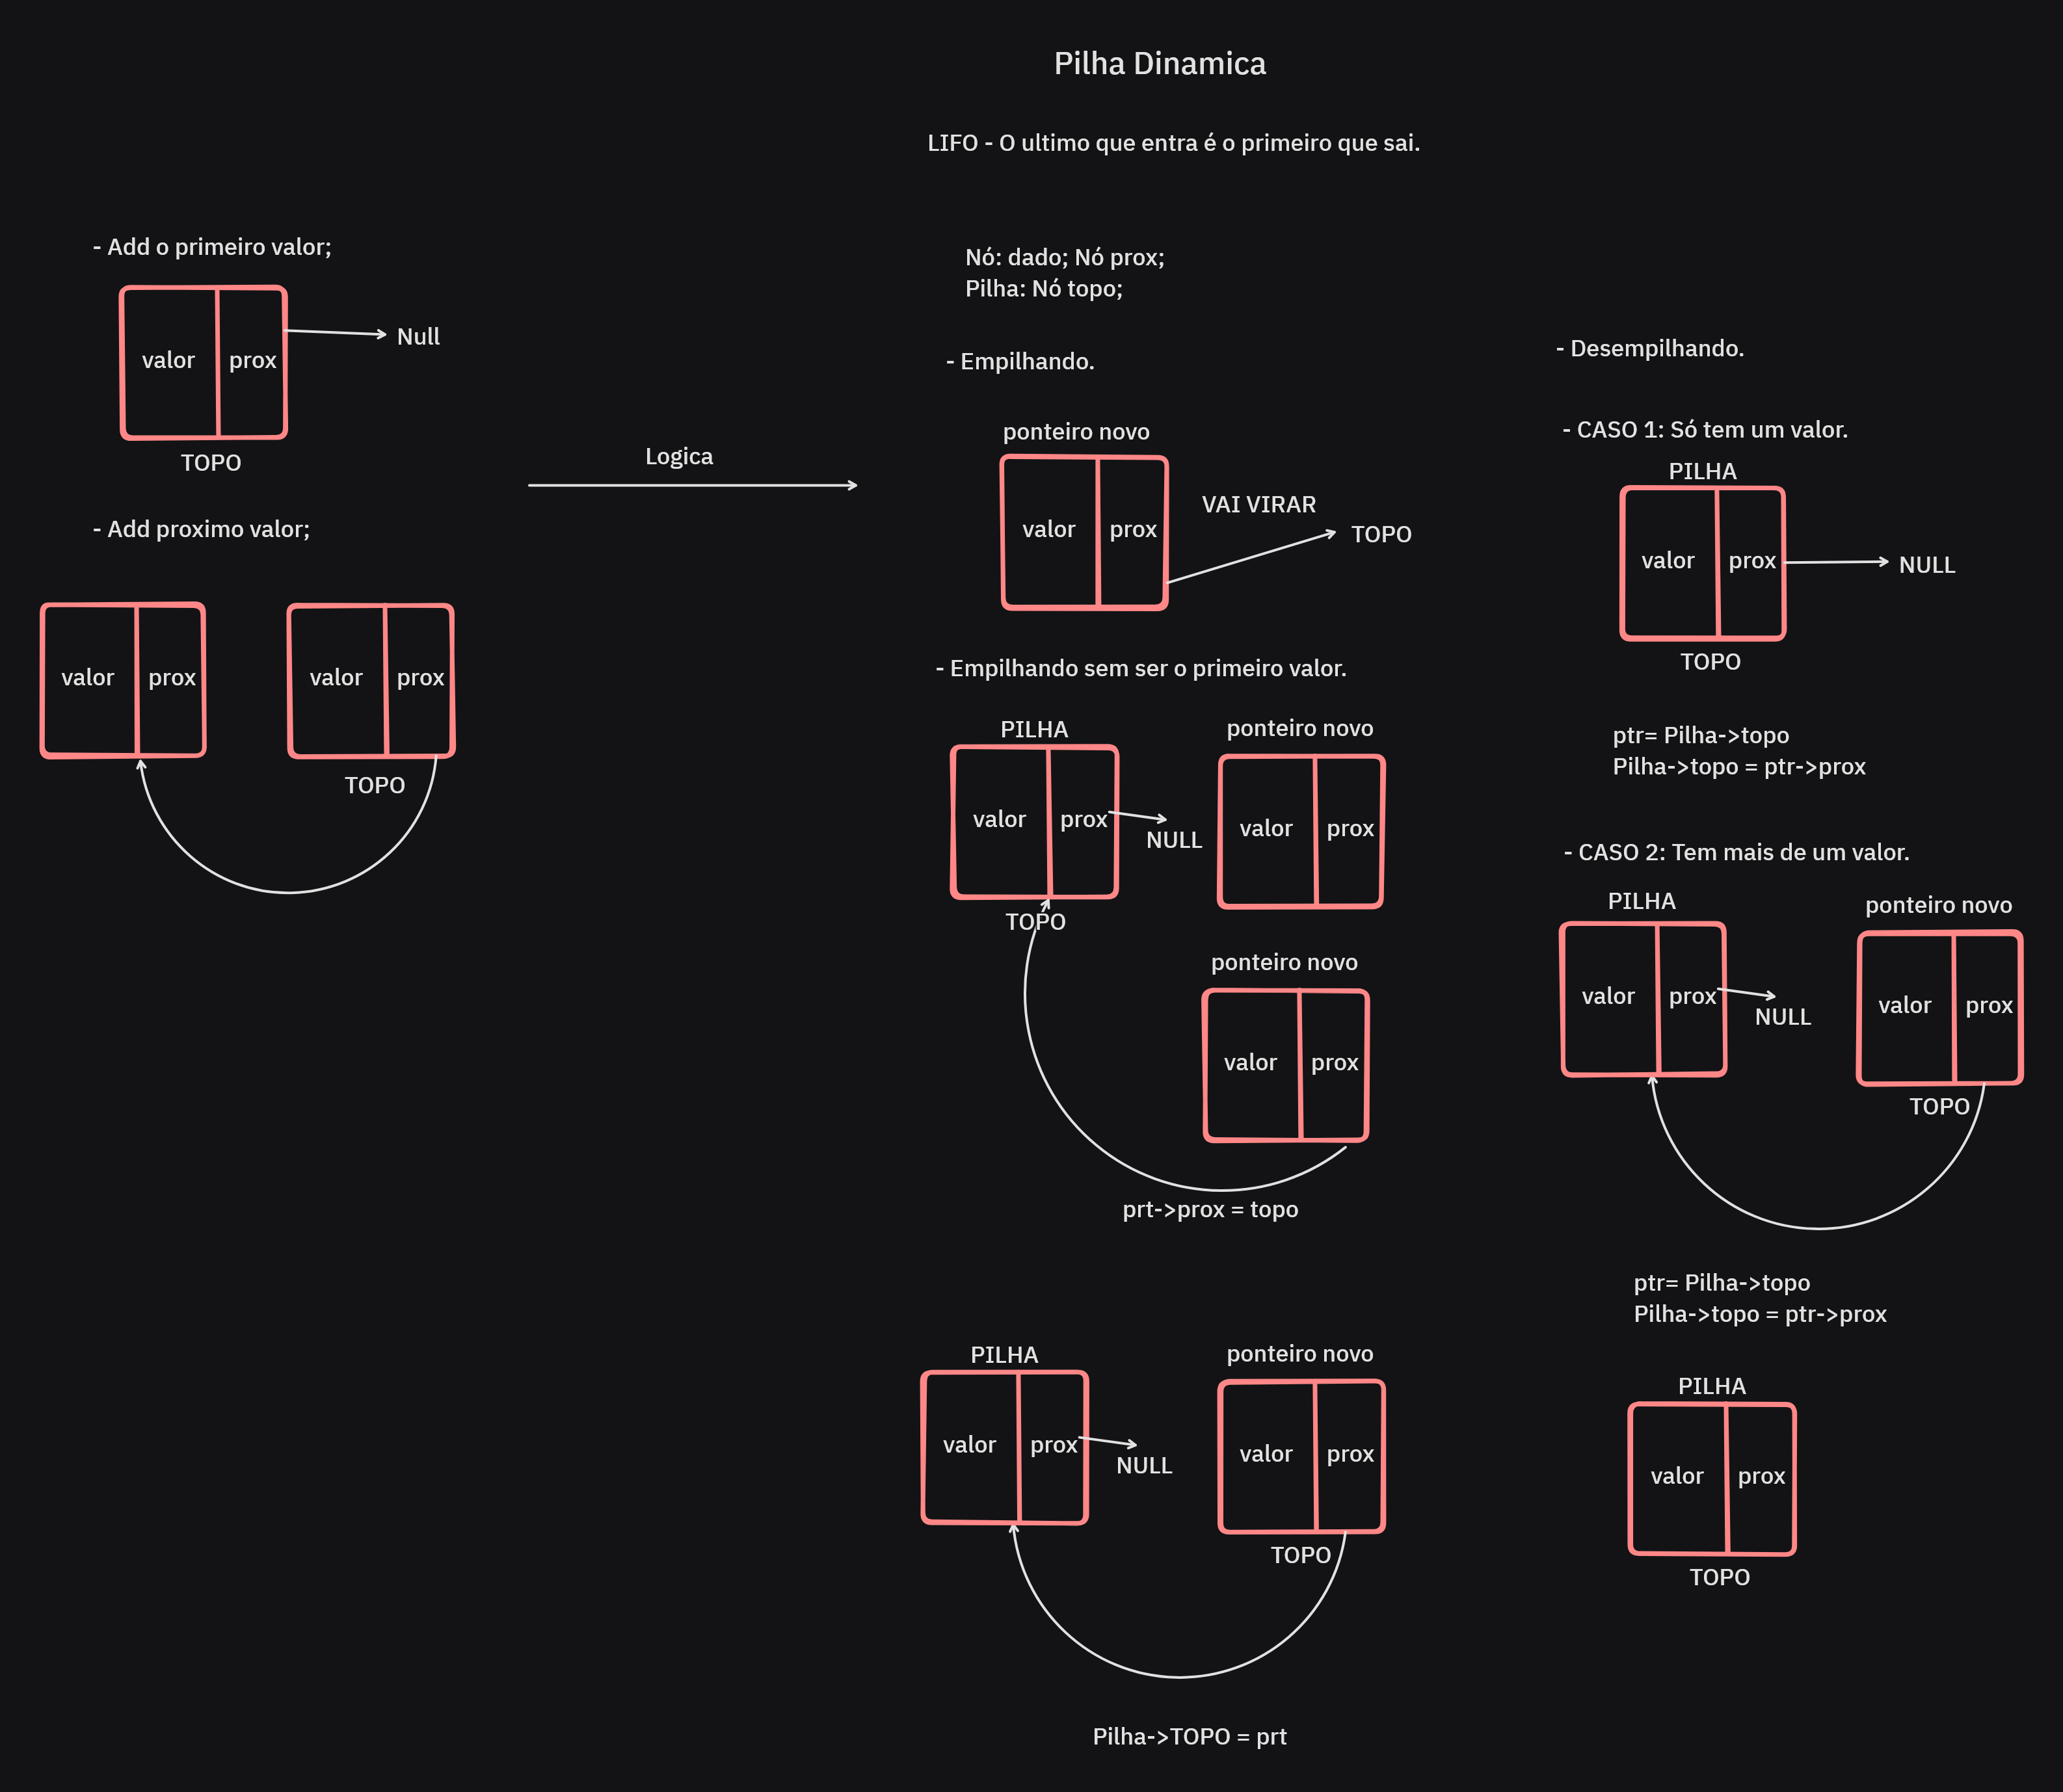 Pilha Dinamica
LIFO - O ultimo que entra é o primeiro que sai.
- Add o primeiro valor;
valor
prox
Null
TOPO
- Add proximo valor;
valor
prox
valor
prox
TOPO
Logica
Nó: dado; Nó prox;
Pilha: Nó topo;
- Empilhando.
ponteiro novo
valor
prox
VAI VIRAR
TOPO
- Empilhando sem ser o primeiro valor.
PILHA
valor
prox
NULL
TOPO
ponteiro novo
valor
prox
ponteiro novo
valor
prox
prt->prox = topo
PILHA
valor
prox
NULL
ponteiro novo
valor
prox
TOPO
Pilha->TOPO = prt
- Desempilhando.
- CASO 1: Só tem um valor.
PILHA
valor
prox
NULL
TOPO
ptr= Pilha->topo
Pilha->topo = ptr->prox
- CASO 2: Tem mais de um valor.
PILHA
valor
prox
NULL
ponteiro novo
valor
prox
TOPO
ptr= Pilha->topo
Pilha->topo = ptr->prox
PILHA
valor
prox
TOPO